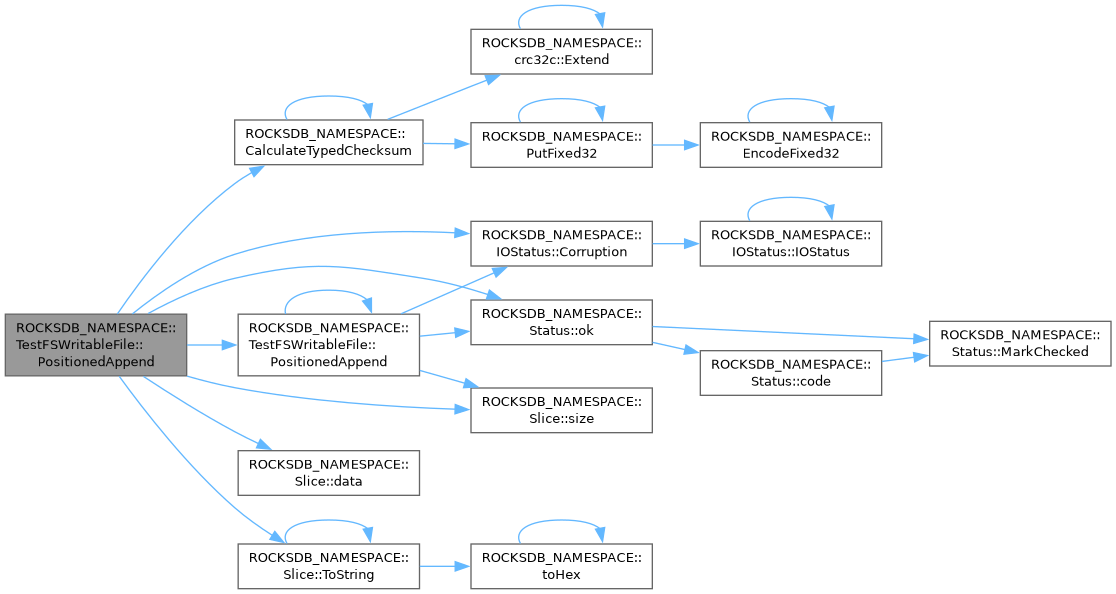 ROCKSDB_NAMESPACE::
TestFSWritableFile::
PositionedAppend
ROCKSDB_NAMESPACE::
CalculateTypedChecksum
ROCKSDB_NAMESPACE::
crc32c::Extend
ROCKSDB_NAMESPACE::
PutFixed32
ROCKSDB_NAMESPACE::
EncodeFixed32
ROCKSDB_NAMESPACE::
IOStatus::Corruption
ROCKSDB_NAMESPACE::
IOStatus::IOStatus
ROCKSDB_NAMESPACE::
TestFSWritableFile::
PositionedAppend
ROCKSDB_NAMESPACE::
Status::ok
ROCKSDB_NAMESPACE::
Status::code
ROCKSDB_NAMESPACE::
Status::MarkChecked
ROCKSDB_NAMESPACE::
Slice::size
ROCKSDB_NAMESPACE::
Slice::data
ROCKSDB_NAMESPACE::
Slice::ToString
ROCKSDB_NAMESPACE::
toHex